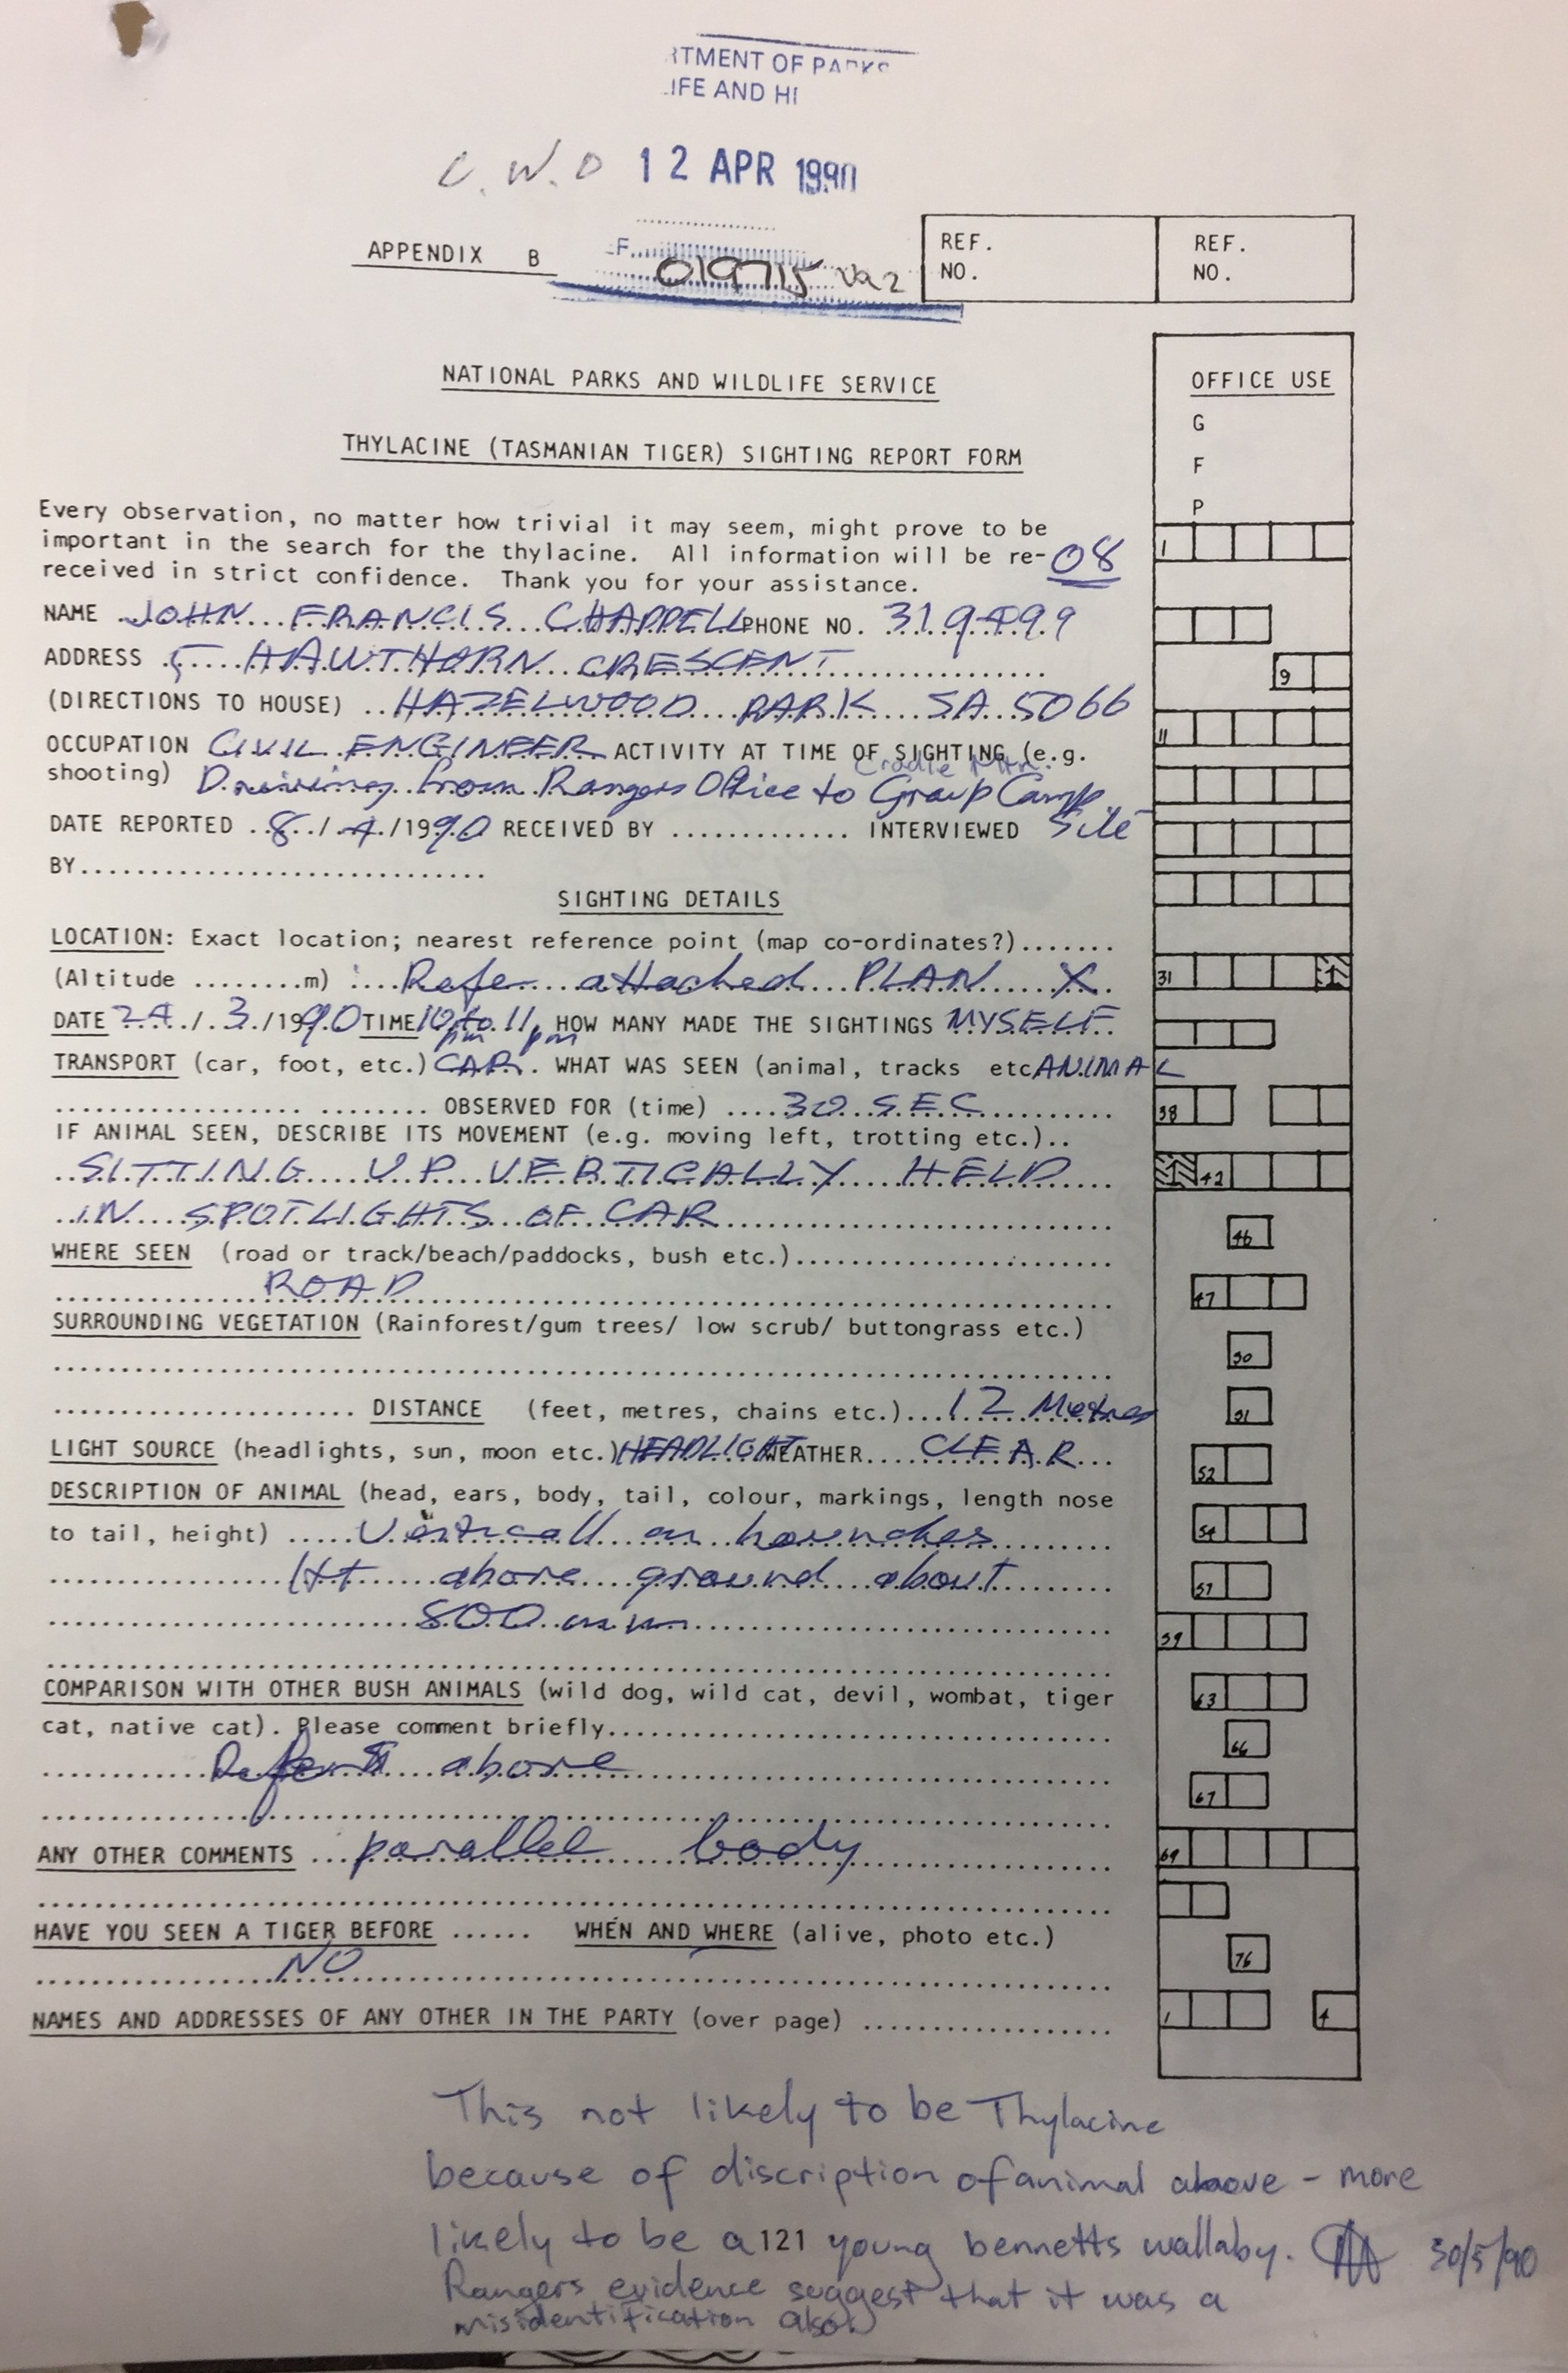 RTMENT OF PARKS
IFE AND HI
C.W.O 12 APR 1990
APPENDIX B F 019715 Va2
REF. NO.
REF. NO.
OFFICE USE
G
F
P
NATIONAL PARKS AND WILDLIFE SERVICE
THYLACINE (TASMANIAN TIGER) SIGHTING REPORT FORM
Every observation, no matter how trivial it may seem, might prove to be
important in the search for the thylacine. All information will be re-
received in strict confidence. Thank you for your assistance.
08
NAME JOHN FRANCIS CHAPPELL PHONE NO. 319499
ADDRESS 5 HAWTHORN CRESCENT
(DIRECTIONS TO HOUSE) HAZELWOOD PARK SA 5066
OCCUPATION CIVIL ENGINEER ACTIVITY AT TIME OF SIGHTING (e.g.
Cradle Mtn.
shooting) Driving from Rangers Office to Group Camp
DATE REPORTED 8/4/1990 RECEIVED BY ............. INTERVIEWED Site
BY.............................
SIGHTING DETAILS
LOCATION: Exact location; nearest reference point (map co-ordinates?).......
(Altitude ........m) : Refer attached PLAN X
DATE 24/3/1990 TIME 10pm to 11pm HOW MANY MADE THE SIGHTINGS MYSELF
TRANSPORT (car, foot, etc.) CAR. WHAT WAS SEEN (animal, tracks etc ANIMAL
OBSERVED FOR (time) 30 SEC
IF ANIMAL SEEN, DESCRIBE ITS MOVEMENT (e.g. moving left, trotting etc.)..
SITTING UP VERTICALLY HELD
IN SPOTLIGHTS OF CAR
WHERE SEEN (road or track/beach/paddocks, bush etc.)
ROAD
SURROUNDING VEGETATION (Rainforest/gum trees/ low scrub/ buttongrass etc.)
DISTANCE (feet, metres, chains etc.)...12 Metres
LIGHT SOURCE (headlights, sun, moon etc.) HEADLIGHT WEATHER.... CLEAR...
DESCRIPTION OF ANIMAL (head, ears, body, tail, colour, markings, length nose
to tail, height) ..... Verticall on haunches
Ht above ground about
800 mm
COMPARISON WITH OTHER BUSH ANIMALS (wild dog, wild cat, devil, wombat, tiger
cat, native cat). Please comment briefly
Refer above
ANY OTHER COMMENTS ... parallel body
HAVE YOU SEEN A TIGER BEFORE ...... WHEN AND WHERE (alive, photo etc.)
NO
NAMES AND ADDRESSES OF ANY OTHER IN THE PARTY (over page)
1
9
11
31 1
38
1 42
46
47
50
51
52
54
57
59
63
66
67
69
76
1 4
This not likely to be Thylacine
because of discription of animal above - more
likely to be a 121 young bennetts wallaby. 30/5/90
Rangers evidence suggest that it was a
misidentification also